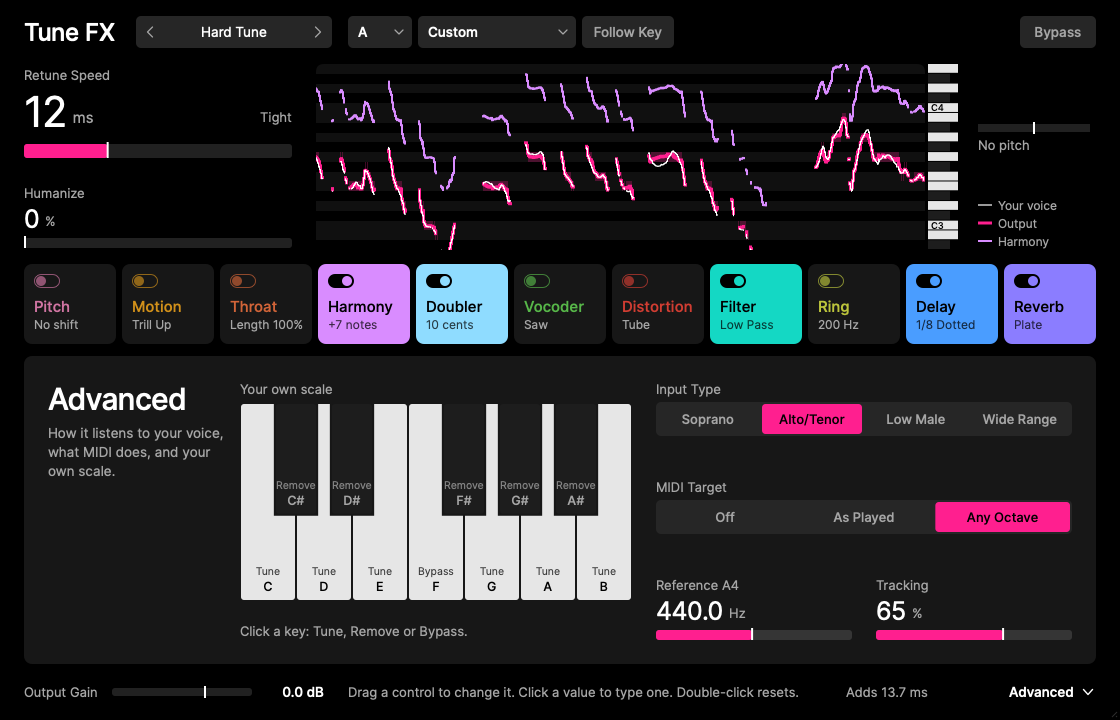 Tune FX
Hard Tune
A
Custom
Follow Key
Bypass
Retune Speed
12 ms
Tight
Humanize
0 %
C4
C3
No pitch
Your voice
Output
Harmony
Pitch
No shift
Motion
Trill Up
Throat
Length 100%
Harmony
+7 notes
Doubler
10 cents
Vocoder
Saw
Distortion
Tube
Filter
Low Pass
Ring
200 Hz
Delay
1/8 Dotted
Reverb
Plate
Advanced
How it listens to your voice,
what MIDI does, and your
own scale.
Your own scale
Remove
C#
Remove
D#
Remove
F#
Remove
G#
Remove
A#
Tune
C
Tune
D
Tune
E
Bypass
F
Tune
G
Tune
A
Tune
B
Click a key: Tune, Remove or Bypass.
Input Type
Soprano
Alto/Tenor
Low Male
Wide Range
MIDI Target
Off
As Played
Any Octave
Reference A4
440.0 Hz
Tracking
65 %
Output Gain
0.0 dB
Drag a control to change it. Click a value to type one. Double-click resets.
Adds 13.7 ms
Advanced